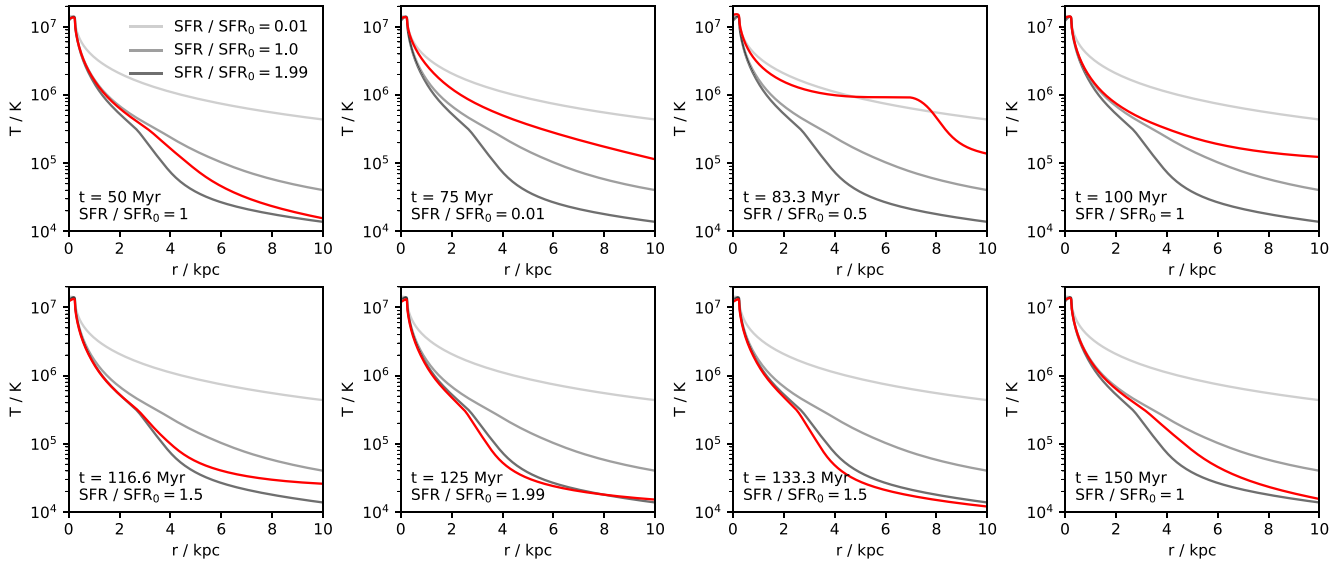 10⁷
10⁶
10⁵
10⁴
T / K
SFR / SFR₀ = 0.01
SFR / SFR₀ = 1.0
SFR / SFR₀ = 1.99
t = 50 Myr
SFR / SFR₀ = 1
0 2 4 6 8 10
r / kpc
10⁷
10⁶
10⁵
10⁴
T / K
t = 75 Myr
SFR / SFR₀ = 0.01
0 2 4 6 8 10
r / kpc
10⁷
10⁶
10⁵
10⁴
T / K
t = 83.3 Myr
SFR / SFR₀ = 0.5
0 2 4 6 8 10
r / kpc
10⁷
10⁶
10⁵
10⁴
T / K
t = 100 Myr
SFR / SFR₀ = 1
0 2 4 6 8 10
r / kpc
10⁷
10⁶
10⁵
10⁴
T / K
t = 116.6 Myr
SFR / SFR₀ = 1.5
0 2 4 6 8 10
r / kpc
10⁷
10⁶
10⁵
10⁴
T / K
t = 125 Myr
SFR / SFR₀ = 1.99
0 2 4 6 8 10
r / kpc
10⁷
10⁶
10⁵
10⁴
T / K
t = 133.3 Myr
SFR / SFR₀ = 1.5
0 2 4 6 8 10
r / kpc
10⁷
10⁶
10⁵
10⁴
T / K
t = 150 Myr
SFR / SFR₀ = 1
0 2 4 6 8 10
r / kpc